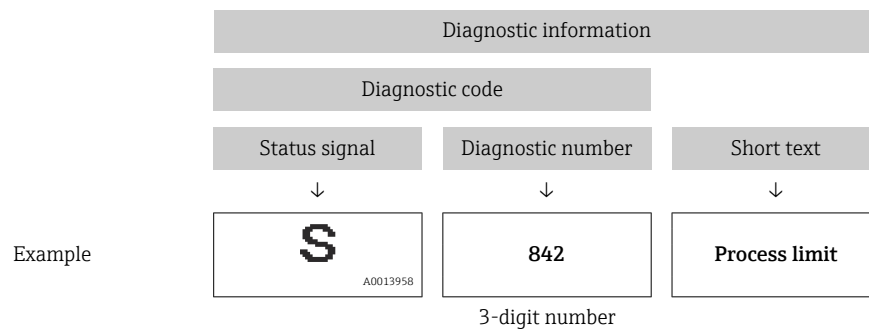 Diagnostic information
Diagnostic code
Status signal Diagnostic number Short text
↓ ↓ ↓
Example S 842 Process limit
A0013958
3-digit number